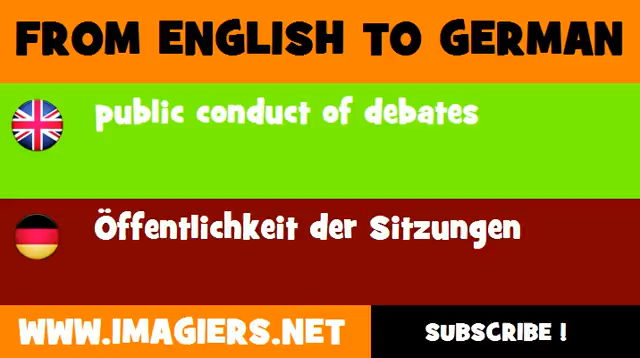 FROM ENGLISH TO GERMAN
public conduct of debates
Öffentlichkeit der Sitzungen
WWW.IMAGIERS.NET
SUBSCRIBE !